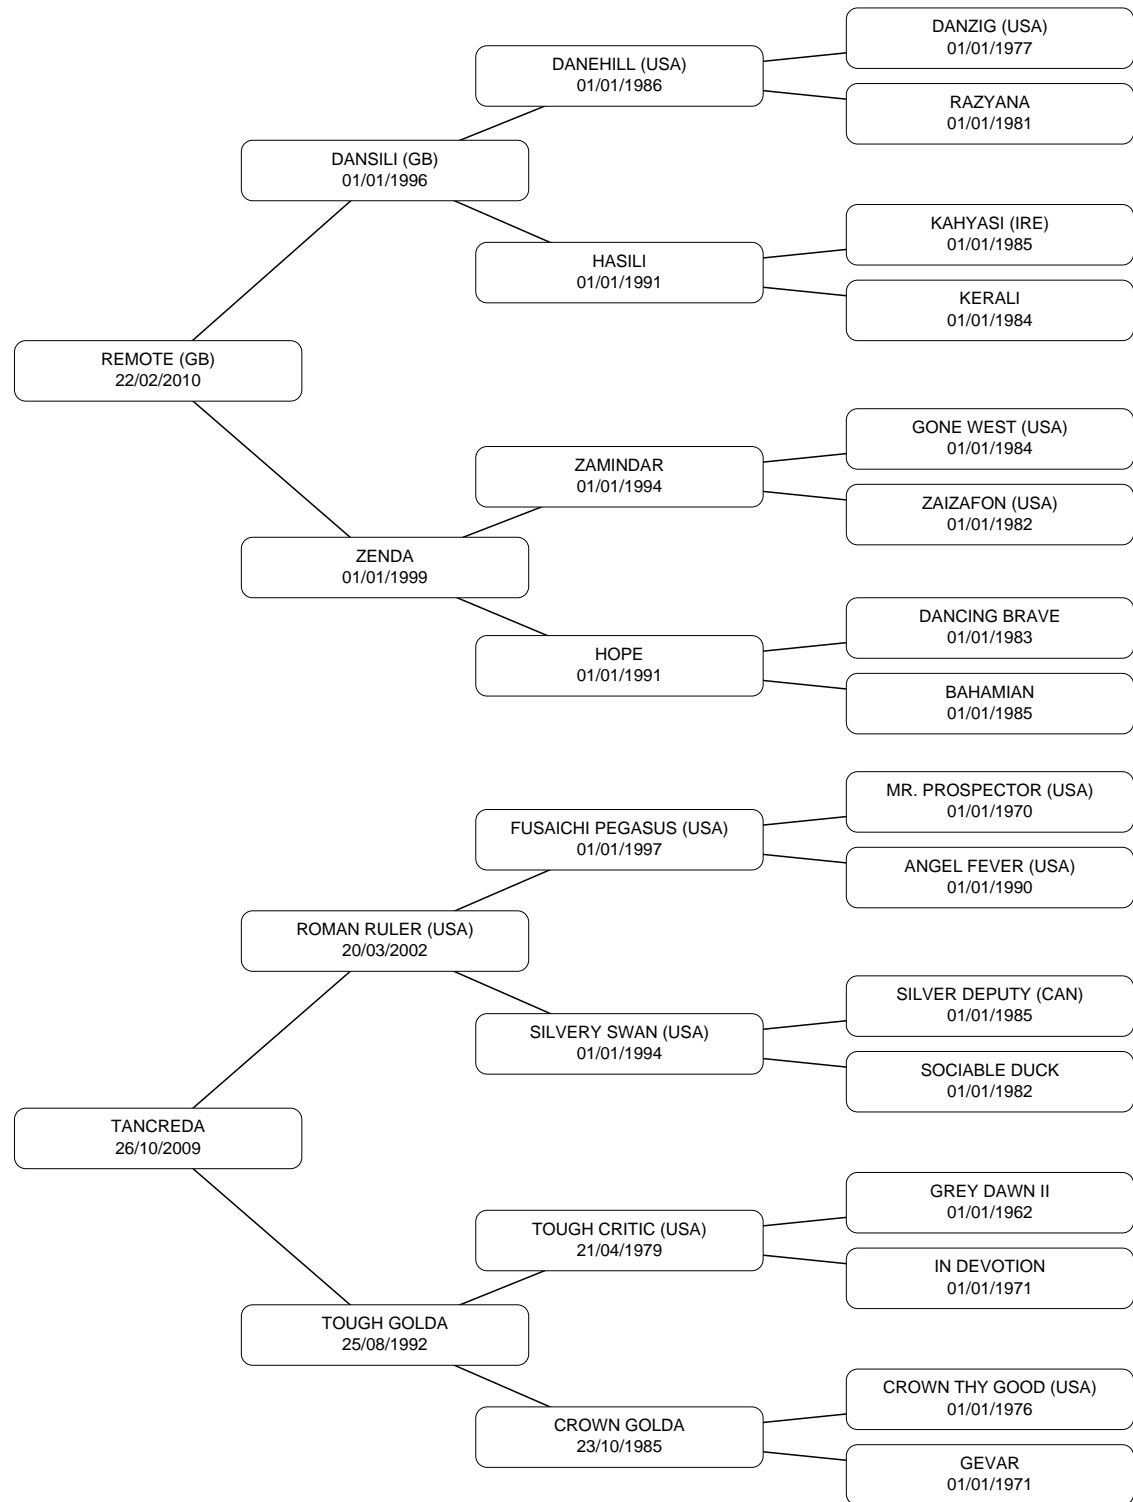 DANZIG (USA)
01/01/1977
DANEHILL (USA)
01/01/1986
RAZYANA
01/01/1981
DANSILI (GB)
01/01/1996
KAHYASI (IRE)
01/01/1985
HASILI
01/01/1991
KERALI
01/01/1984
REMOTE (GB)
22/02/2010
GONE WEST (USA)
01/01/1984
ZAMINDAR
01/01/1994
ZAIZAFON (USA)
01/01/1982
ZENDA
01/01/1999
DANCING BRAVE
01/01/1983
HOPE
01/01/1991
BAHAMIAN
01/01/1985
MR. PROSPECTOR (USA)
01/01/1970
FUSAICHI PEGASUS (USA)
01/01/1997
ANGEL FEVER (USA)
01/01/1990
ROMAN RULER (USA)
20/03/2002
SILVER DEPUTY (CAN)
01/01/1985
SILVERY SWAN (USA)
01/01/1994
SOCIABLE DUCK
01/01/1982
TANCREDA
26/10/2009
GREY DAWN II
01/01/1962
TOUGH CRITIC (USA)
21/04/1979
IN DEVOTION
01/01/1971
TOUGH GOLDA
25/08/1992
CROWN THY GOOD (USA)
01/01/1976
CROWN GOLDA
23/10/1985
GEVAR
01/01/1971